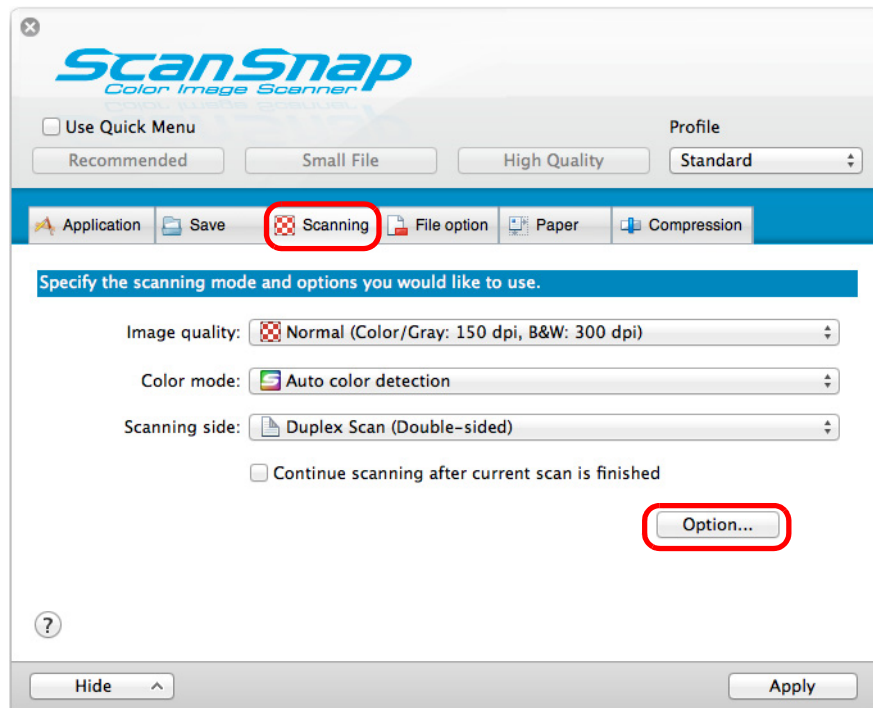 ScanSnap
Color Image Scanner
Use Quick Menu
Profile
Recommended Small File High Quality Standard
Application Save Scanning File option Paper Compression
Specify the scanning mode and options you would like to use.
Image quality: Normal (Color/Gray: 150 dpi, B&W: 300 dpi)
Color mode: Auto color detection
Scanning side: Duplex Scan (Double-sided)
Continue scanning after current scan is finished
Option...
?
Hide Apply